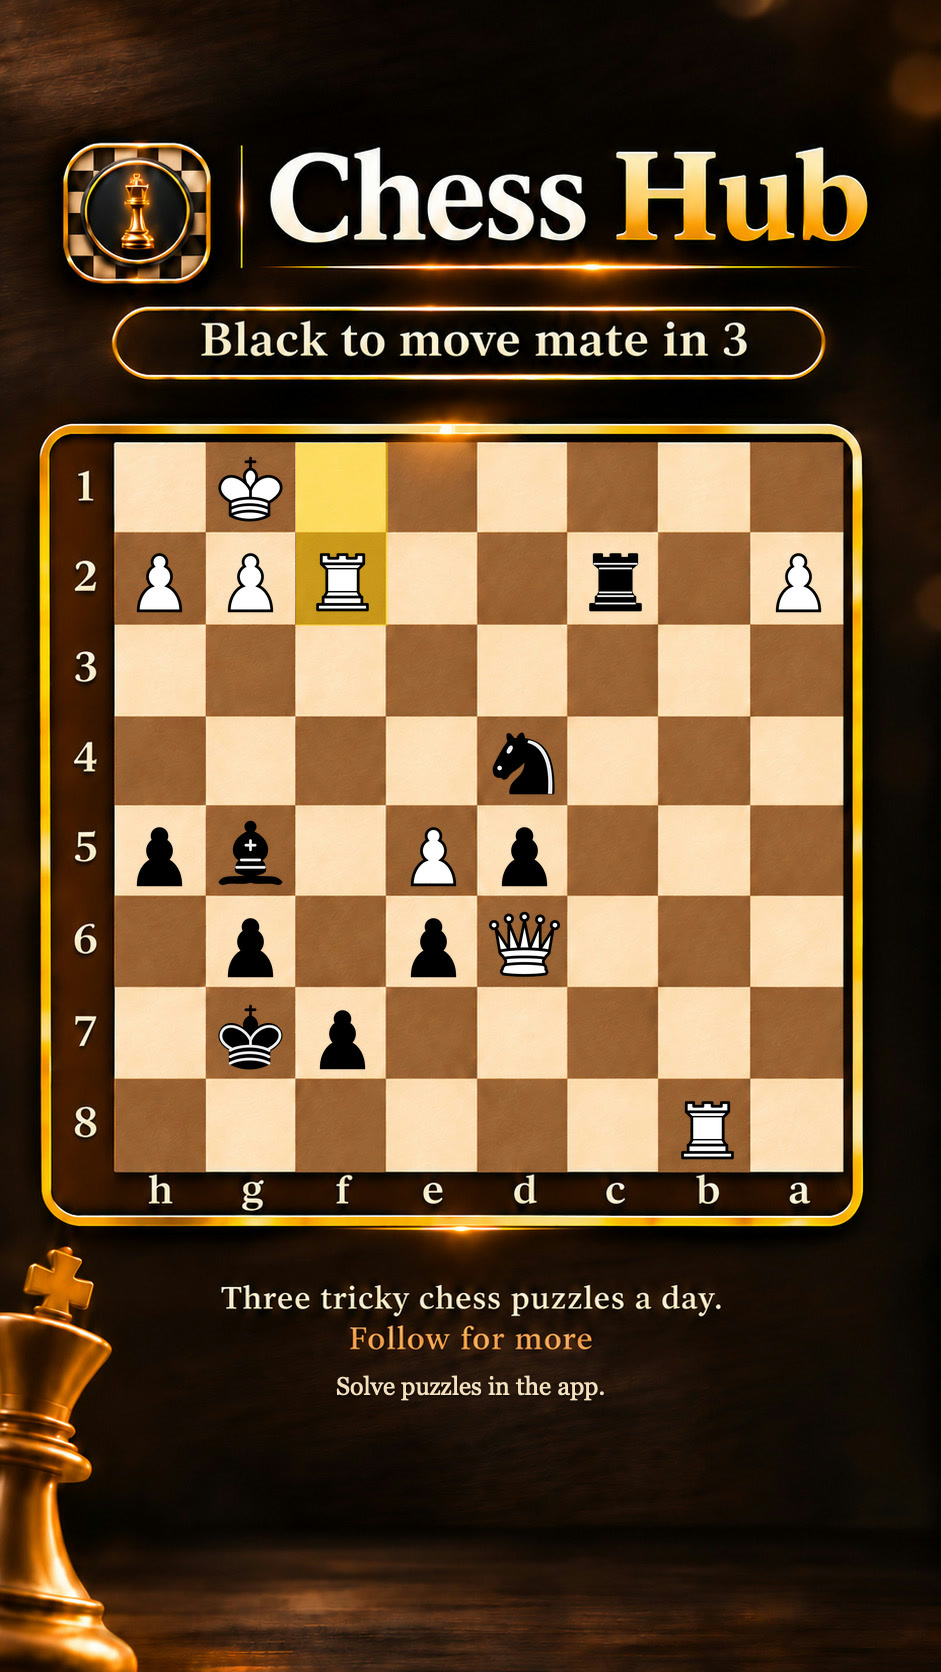 Chess Hub
Black to move mate in 3
1
2
3
4
5
6
7
8
h g f e d c b a
Three tricky chess puzzles a day.
Follow for more
Solve puzzles in the app.